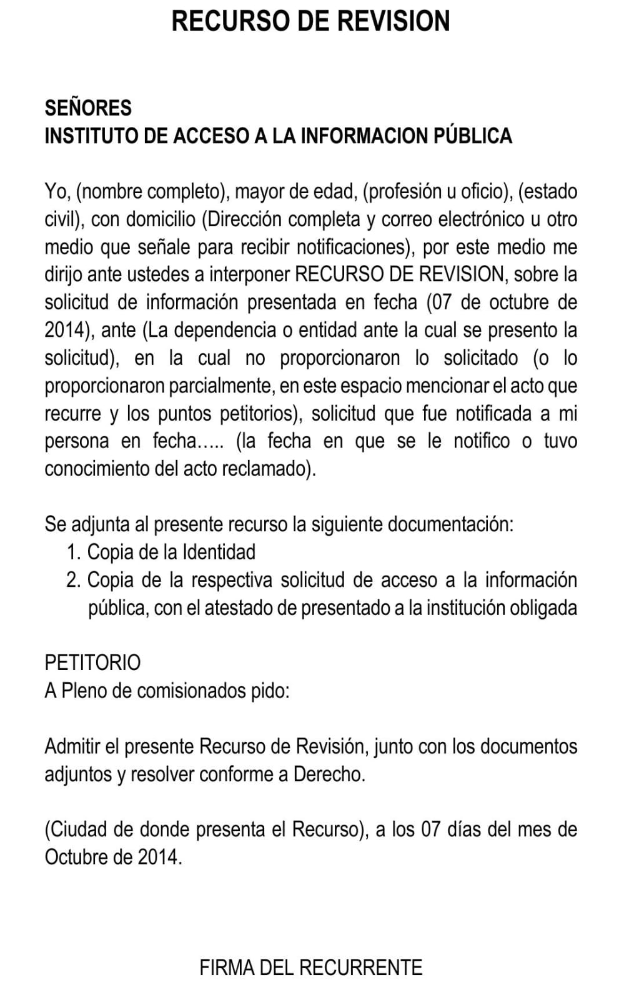 RECURSO DE REVISION
SEÑORES
INSTITUTO DE ACCESO A LA INFORMACION PÚBLICA
Yo, (nombre completo), mayor de edad, (profesión u oficio), (estado
civil), con domicilio (Dirección completa y correo electrónico u otro
medio que señale para recibir notificaciones), por este medio me
dirijo ante ustedes a interponer RECURSO DE REVISION, sobre la
solicitud de información presentada en fecha (07 de octubre de
2014), ante (La dependencia o entidad ante la cual se presento la
solicitud), en la cual no proporcionaron lo solicitado (o lo
proporcionaron parcialmente, en este espacio mencionar el acto que
recurre y los puntos petitorios), solicitud que fue notificada a mi
persona en fecha….. (la fecha en que se le notifico o tuvo
conocimiento del acto reclamado).
Se adjunta al presente recurso la siguiente documentación:
1. Copia de la Identidad
2. Copia de la respectiva solicitud de acceso a la información
pública, con el atestado de presentado a la institución obligada
PETITORIO
A Pleno de comisionados pido:
Admitir el presente Recurso de Revisión, junto con los documentos
adjuntos y resolver conforme a Derecho.
(Ciudad de donde presenta el Recurso), a los 07 días del mes de
Octubre de 2014.
FIRMA DEL RECURRENTE